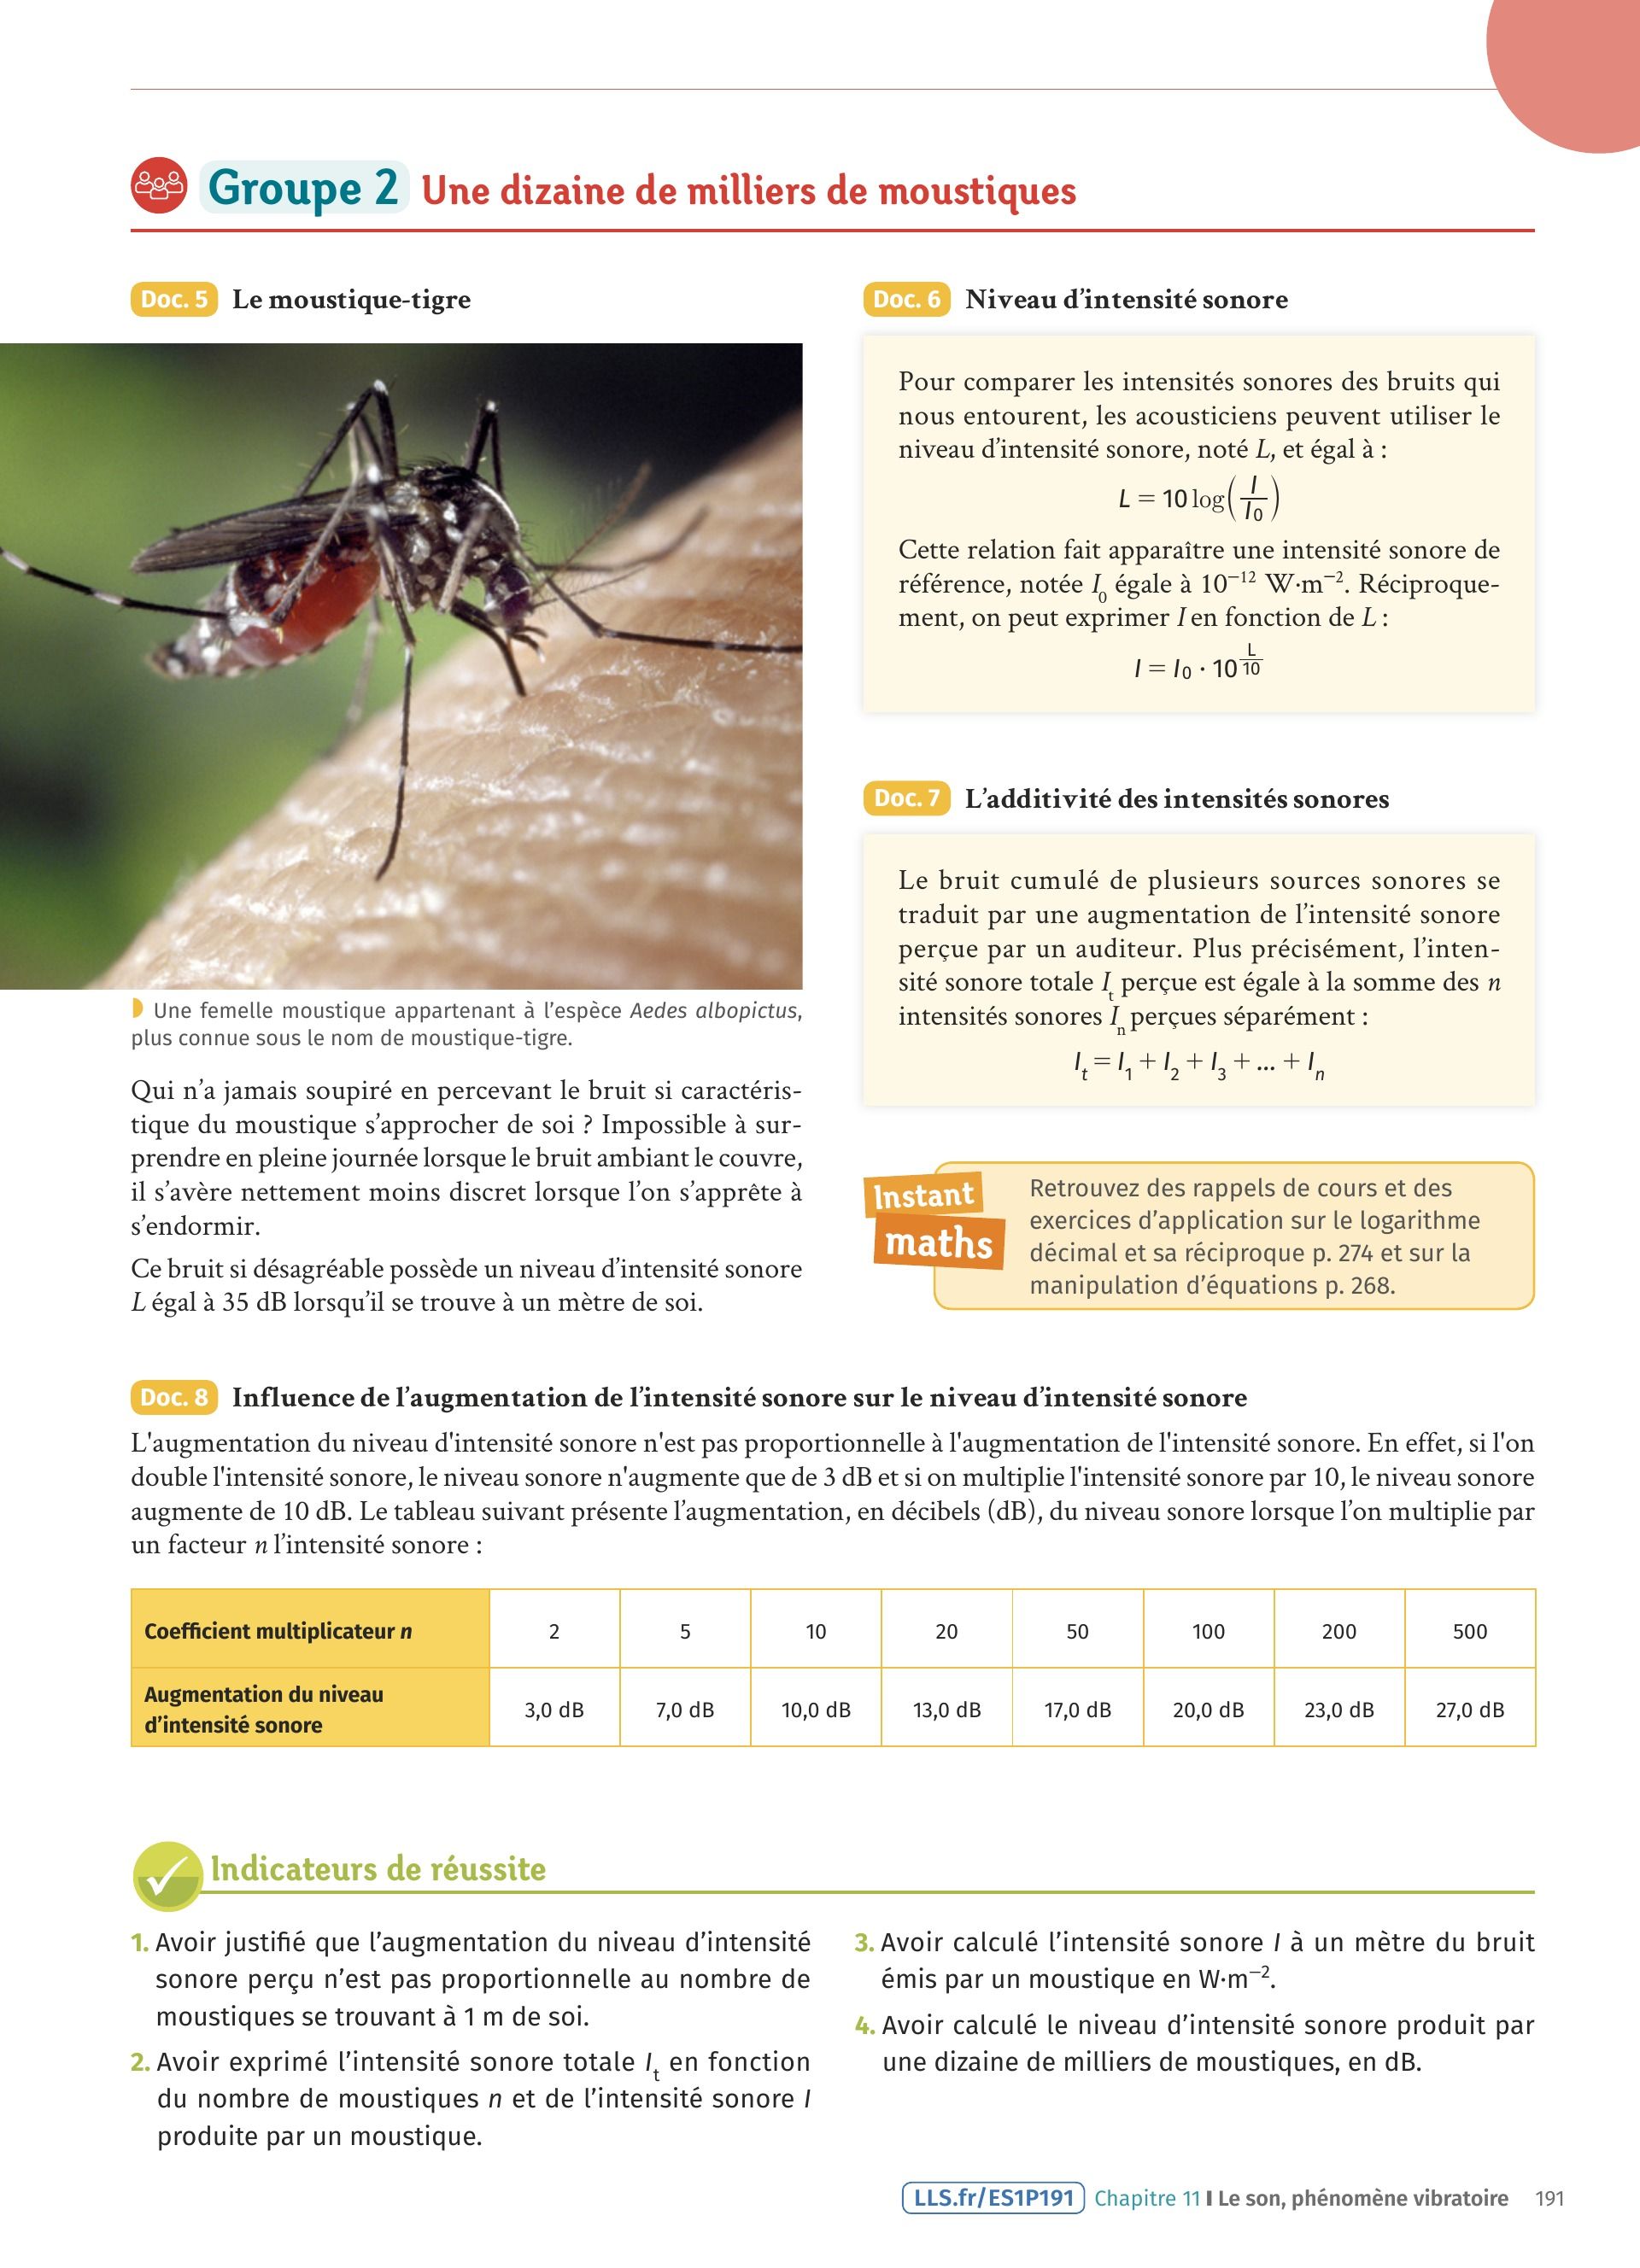 Groupe 2 Une dizaine de milliers de moustiques
Doc. 5 Le moustique-tigre
Une femelle moustique appartenant à l’espèce Aedes albopictus,
plus connue sous le nom de moustique-tigre.
Qui n’a jamais soupiré en percevant le bruit si caractéris-
tique du moustique s’approcher de soi ? Impossible à sur-
prendre en pleine journée lorsque le bruit ambiant le couvre,
il s’avère nettement moins discret lorsque l’on s’apprête à
s’endormir.
Ce bruit si désagréable possède un niveau d’intensité sonore
L égal à 35 dB lorsqu’il se trouve à un mètre de soi.
Doc. 6 Niveau d’intensité sonore
Pour comparer les intensités sonores des bruits qui
nous entourent, les acousticiens peuvent utiliser le
niveau d’intensité sonore, noté L, et égal à :
L = 10 log(I/I₀)
Cette relation fait apparaître une intensité sonore de
référence, notée I₀ égale à 10⁻¹² W·m⁻². Réciproque-
ment, on peut exprimer I en fonction de L :
I = I₀ · 10^(L/10)
Doc. 7 L’additivité des intensités sonores
Le bruit cumulé de plusieurs sources sonores se
traduit par une augmentation de l’intensité sonore
perçue par un auditeur. Plus précisément, l’inten-
sité sonore totale Iₜ perçue est égale à la somme des n
intensités sonores Iₙ perçues séparément :
Iₜ = I₁ + I₂ + I₃ + ... + Iₙ
Instant
maths
Retrouvez des rappels de cours et des
exercices d’application sur le logarithme
décimal et sa réciproque p. 274 et sur la
manipulation d’équations p. 268.
Doc. 8 Influence de l’augmentation de l’intensité sonore sur le niveau d’intensité sonore
L'augmentation du niveau d'intensité sonore n'est pas proportionnelle à l'augmentation de l'intensité sonore. En effet, si l'on
double l'intensité sonore, le niveau sonore n'augmente que de 3 dB et si on multiplie l'intensité sonore par 10, le niveau sonore
augmente de 10 dB. Le tableau suivant présente l’augmentation, en décibels (dB), du niveau sonore lorsque l’on multiplie par
un facteur n l’intensité sonore :
Coefficient multiplicateur n 2 5 10 20 50 100 200 500
Augmentation du niveau
d’intensité sonore 3,0 dB 7,0 dB 10,0 dB 13,0 dB 17,0 dB 20,0 dB 23,0 dB 27,0 dB
Indicateurs de réussite
1. Avoir justifié que l’augmentation du niveau d’intensité
sonore perçu n’est pas proportionnelle au nombre de
moustiques se trouvant à 1 m de soi.
2. Avoir exprimé l’intensité sonore totale Iₜ en fonction
du nombre de moustiques n et de l’intensité sonore I
produite par un moustique.
3. Avoir calculé l’intensité sonore I à un mètre du bruit
émis par un moustique en W·m⁻².
4. Avoir calculé le niveau d’intensité sonore produit par
une dizaine de milliers de moustiques, en dB.
LLS.fr/ES1P191 Chapitre 11 I Le son, phénomène vibratoire 191